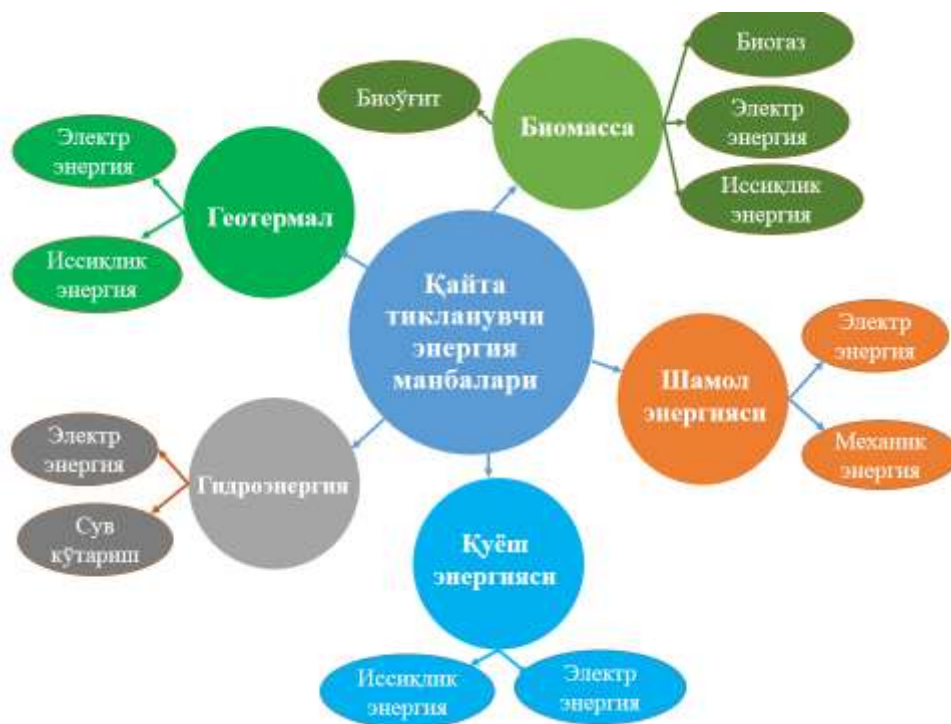 Биогаз
Биоўғит
Биомасса
Электр
энергия
Иссиқлик
энергия
Электр
энергия
Геотермал
Иссиқлик
энергия
Қайта
тикланувчи
энергия
манбалари
Шамол
энергияси
Электр
энергия
Механик
энергия
Электр
энергия
Гидроэнергия
Сув
кўтариш
Қуёш
энергияси
Иссиқлик
энергия
Электр
энергия